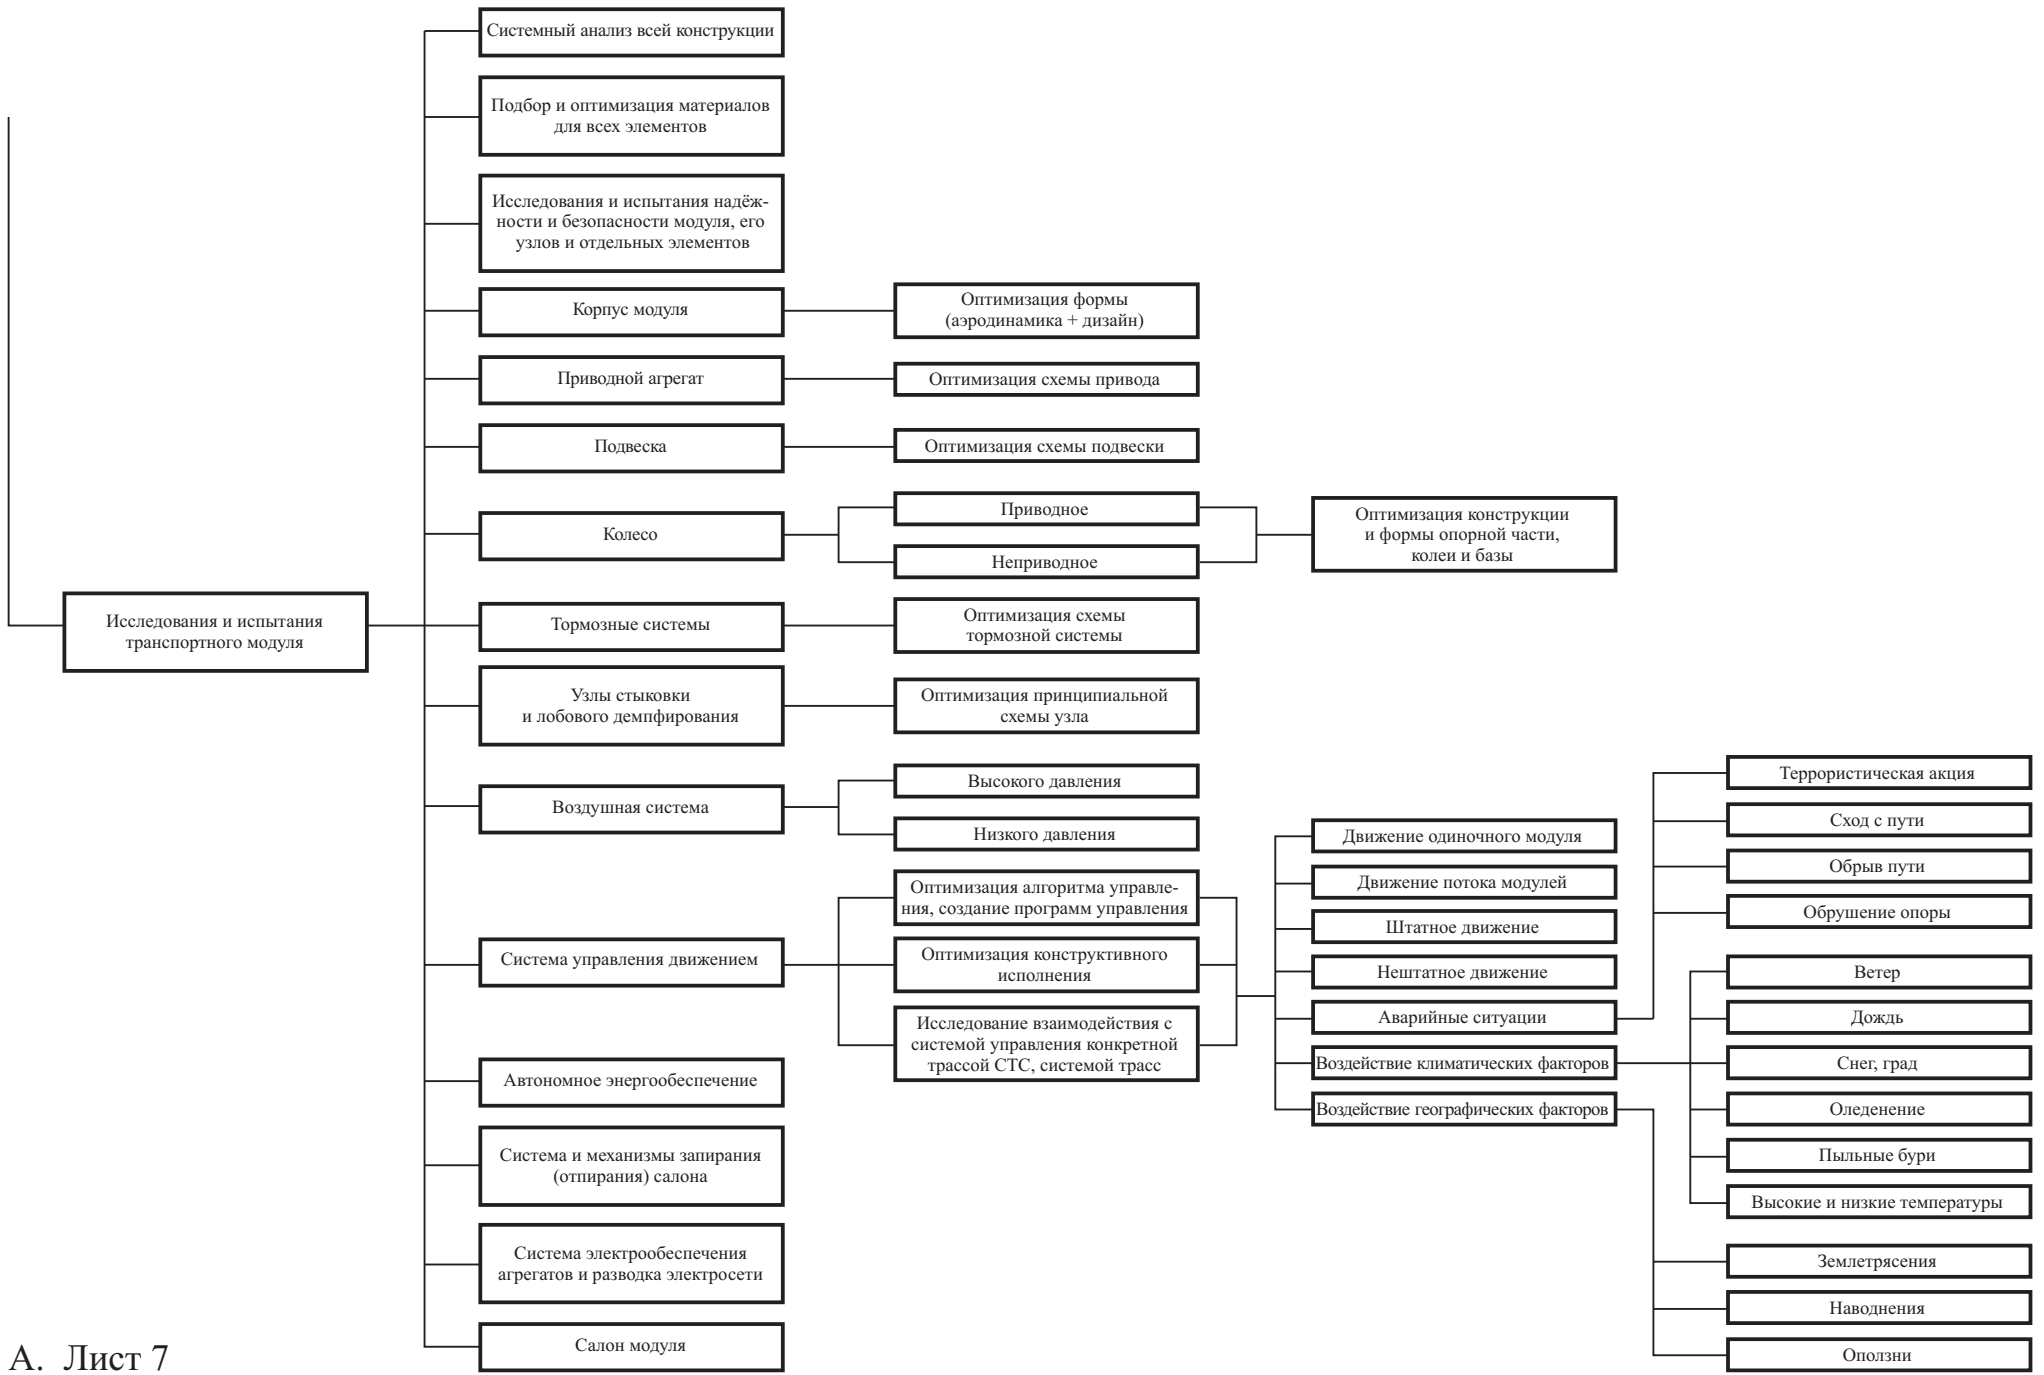 Системный анализ всей конструкции
Подбор и оптимизация материалов
для всех элементов
Исследования и испытания надёж-
ности и безопасности модуля, его
узлов и отдельных элементов
Корпус модуля
Оптимизация формы
(аэродинамика + дизайн)
Приводной агрегат
Оптимизация схемы привода
Подвеска
Оптимизация схемы подвески
Колесо
Приводное
Неприводное
Оптимизация конструкции
и формы опорной части,
колеи и базы
Исследования и испытания
транспортного модуля
Тормозные системы
Оптимизация схемы
тормозной системы
Узлы стыковки
и лобового демпфирования
Оптимизация принципиальной
схемы узла
Воздушная система
Высокого давления
Низкого давления
Система управления движением
Оптимизация алгоритма управле-
ния, создание программ управления
Оптимизация конструктивного
исполнения
Исследование взаимодействия с
системой управления конкретной
трассой СТС, системой трасс
Движение одиночного модуля
Движение потока модулей
Штатное движение
Нештатное движение
Аварийные ситуации
Воздействие климатических факторов
Воздействие географических факторов
Террористическая акция
Сход с пути
Обрыв пути
Обрушение опоры
Ветер
Дождь
Снег, град
Оледенение
Пыльные бури
Высокие и низкие температуры
Землетрясения
Наводнения
Оползни
Автономное энергообеспечение
Система и механизмы запирания
(отпирания) салона
Система электрообеспечения
агрегатов и разводка электросети
Салон модуля
А. Лист 7